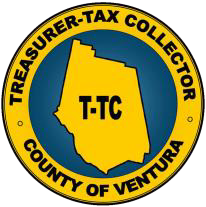 TREASURER-TAX COLLECTOR
T-TC
COUNTY OF VENTURA